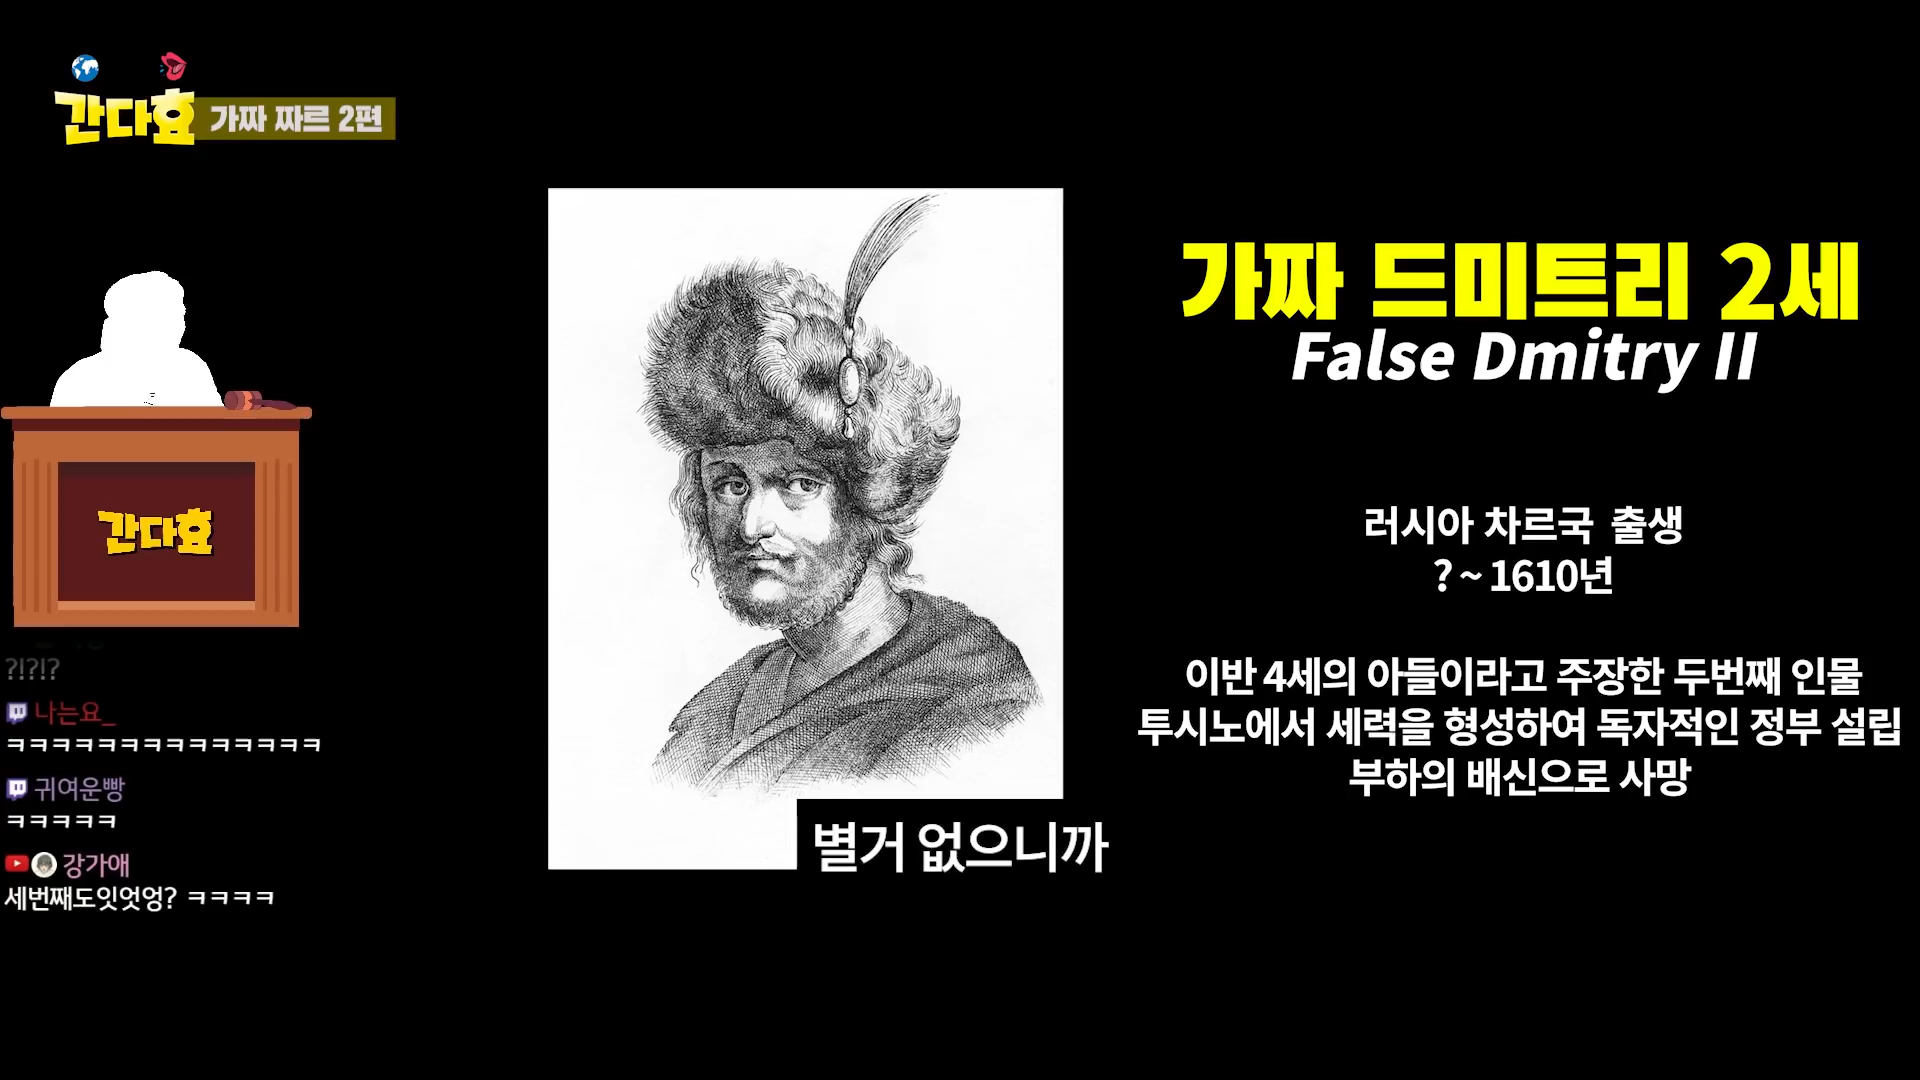 간다효
가짜 짜르 2편
가짜 드미트리 2세
False Dmitry II
러시아 차르국 출생
? ~ 1610년
이반 4세의 아들이라고 주장한 두번째 인물
투시노에서 세력을 형성하여 독자적인 정부 설립
부하의 배신으로 사망
별거 없으니까
간다효
?!?!?
나는요_
ㅋㅋㅋㅋㅋㅋㅋㅋㅋㅋㅋㅋㅋㅋ
귀여운빵
ㅋㅋㅋㅋㅋ
강가애
세번째도잇엇엉? ㅋㅋㅋㅋ